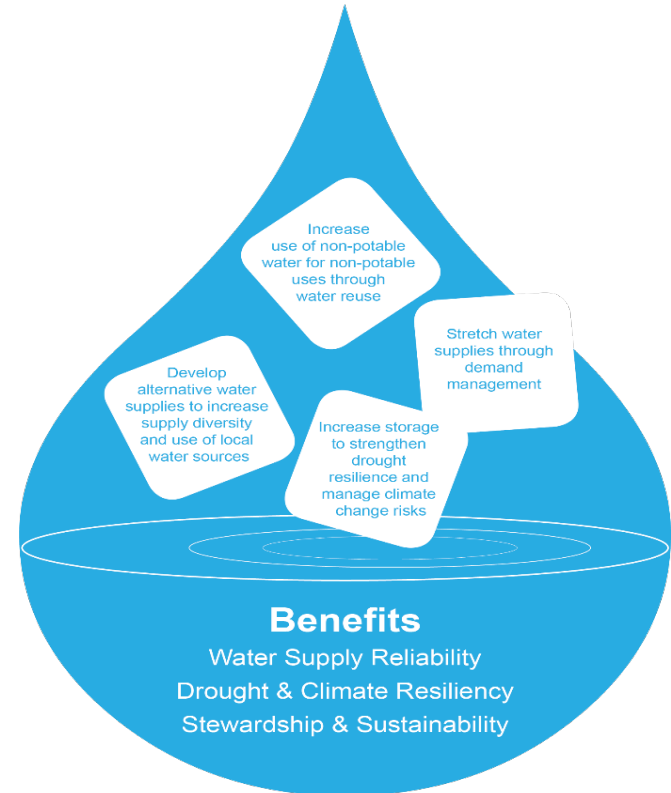 Increase
use of non-potable
water for non-potable
uses through
water reuse
Stretch water
supplies through
demand
management
Develop
alternative water
supplies to increase
supply diversity
and use of local
water sources
Increase storage
to strengthen
drought
resilience and
manage climate
change risks
Benefits
Water Supply Reliability
Drought & Climate Resiliency
Stewardship & Sustainability